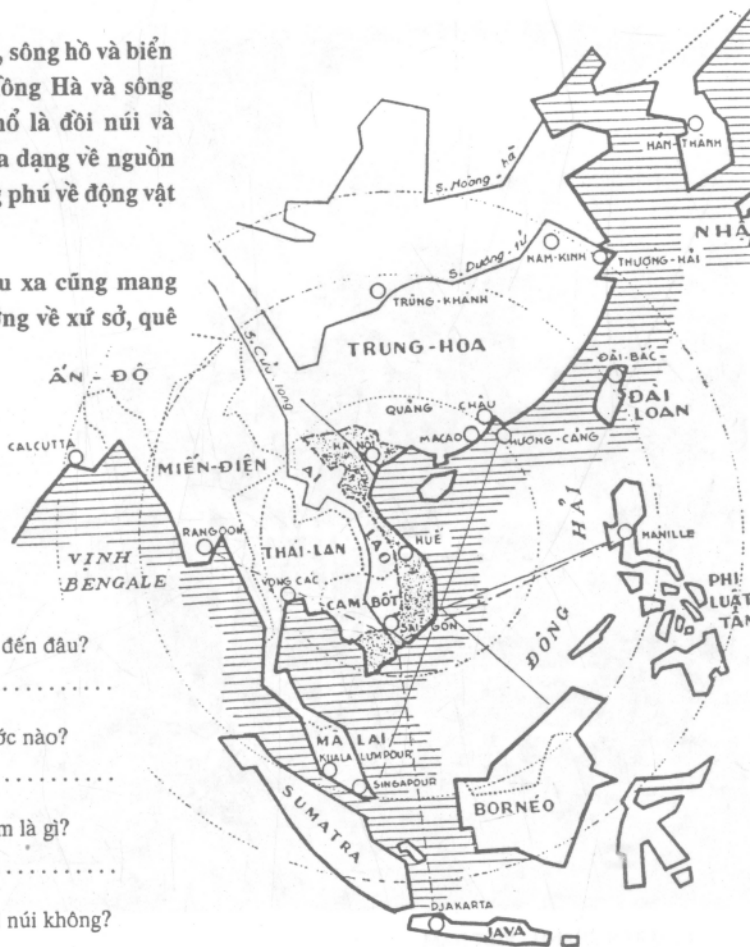 , sông hồ và biển
ồng Hà và sông
hổ là đồi núi và
a dạng về nguồn
g phú về động vật
u xa cũng mang
ơng về xứ sở, quê
đến đâu?
ớc nào?
m là gì?
núi không?
HÁN-THÀNH
S. Hoàng-hà
NHẬ
S. Dương-tử
NAM-KINH
THƯỢNG-HẢI
TRÙNG-KHÁNH
S. Cửu long
TRUNG-HOA
ẤN-ĐỘ
ĐÀI-BẮC
ĐÀI
LOAN
QUẢNG CHÂU
MACAO
HƯƠNG-CẢNG
CALCUTTA
MIẾN-ĐIỆN
HÀ NỘI
AI
LAO
RANGOON
HUẾ
HẢI
MANILLE
VỊNH
BENGALE
THÁI-LAN
VỌNG CÁC
CAM BỐT
SAIGON
ĐÔNG
PHI
LUẬT
TÂN
MA LAI
KUALA LUMPOUR
SINGAPOUR
SUMATRA
BORNÉO
DJAKARTA
JAVA